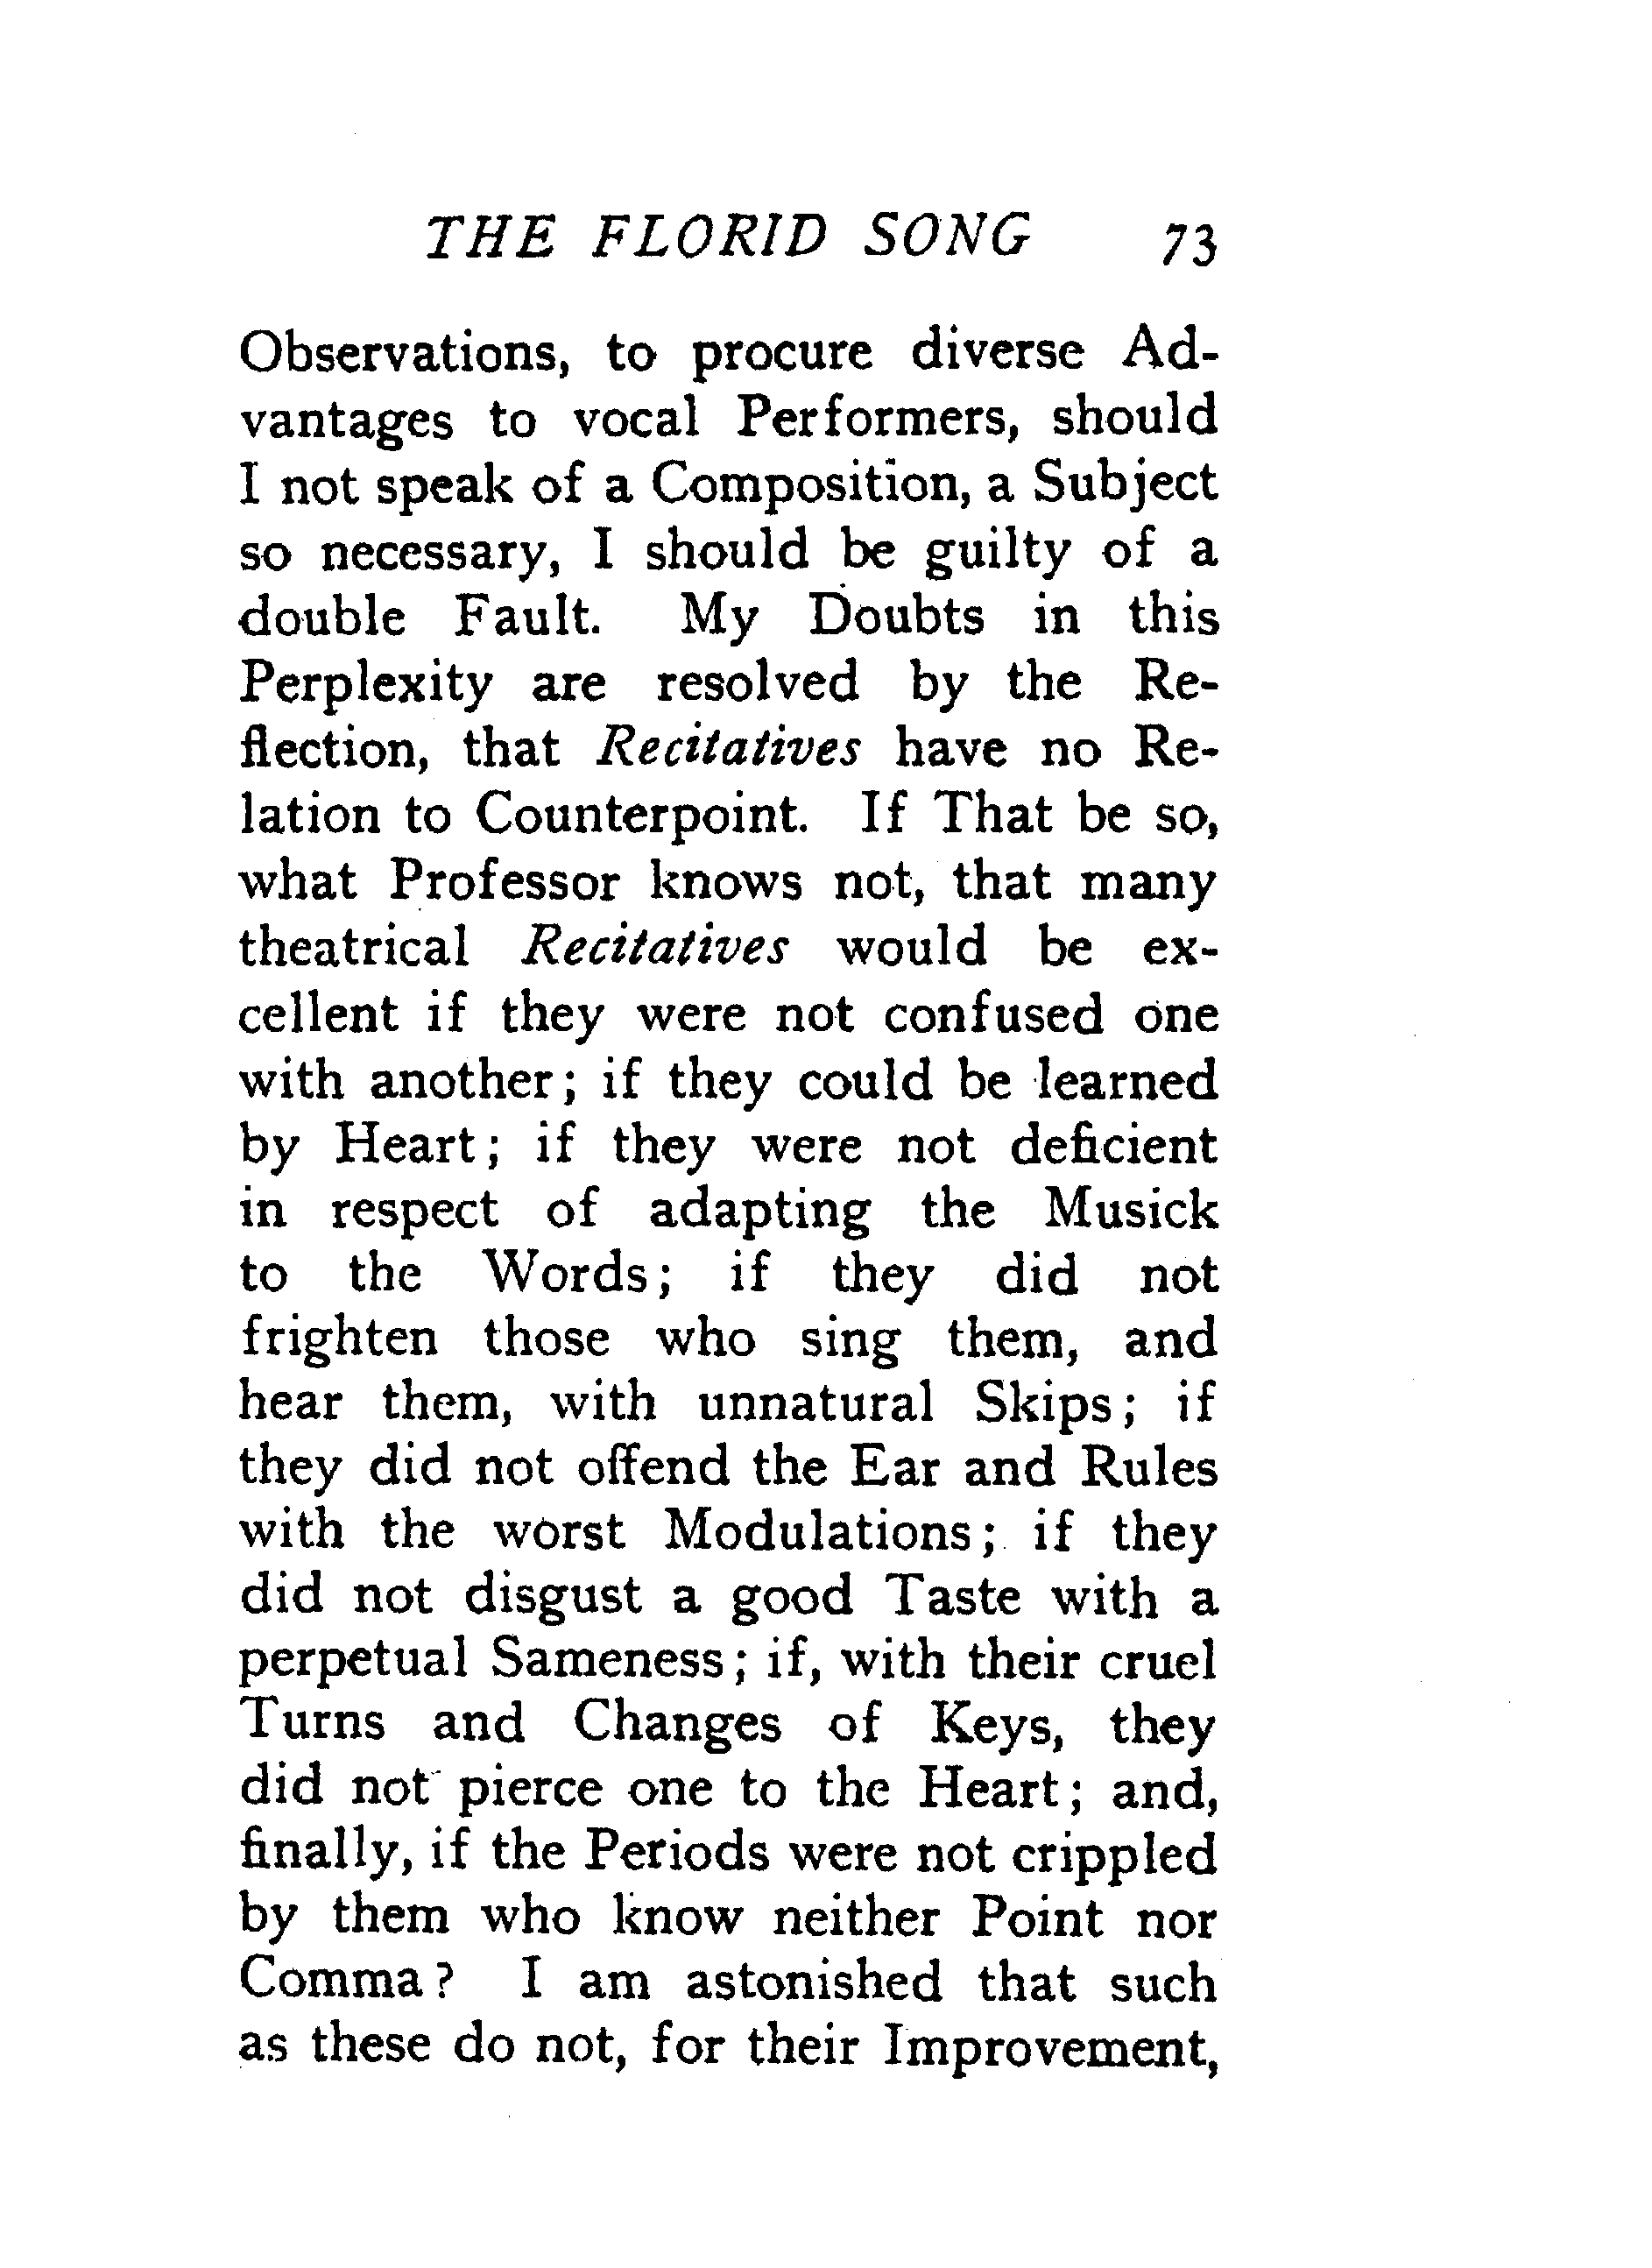 THE FLORID SONG 73
Observations, to procure diverse Ad-
vantages to vocal Performers, should
I not speak of a Composition, a Subject
so necessary, I should be guilty of a
double Fault. My Doubts in this
Perplexity are resolved by the Re-
flection, that Recitatives have no Re-
lation to Counterpoint. If That be so,
what Professor knows not, that many
theatrical Recitatives would be ex-
cellent if they were not confused one
with another; if they could be learned
by Heart; if they were not deficient
in respect of adapting the Musick
to the Words; if they did not
frighten those who sing them, and
hear them, with unnatural Skips; if
they did not offend the Ear and Rules
with the worst Modulations; if they
did not disgust a good Taste with a
perpetual Sameness; if, with their cruel
Turns and Changes of Keys, they
did not pierce one to the Heart; and,
finally, if the Periods were not crippled
by them who know neither Point nor
Comma? I am astonished that such
as these do not, for their Improvement,